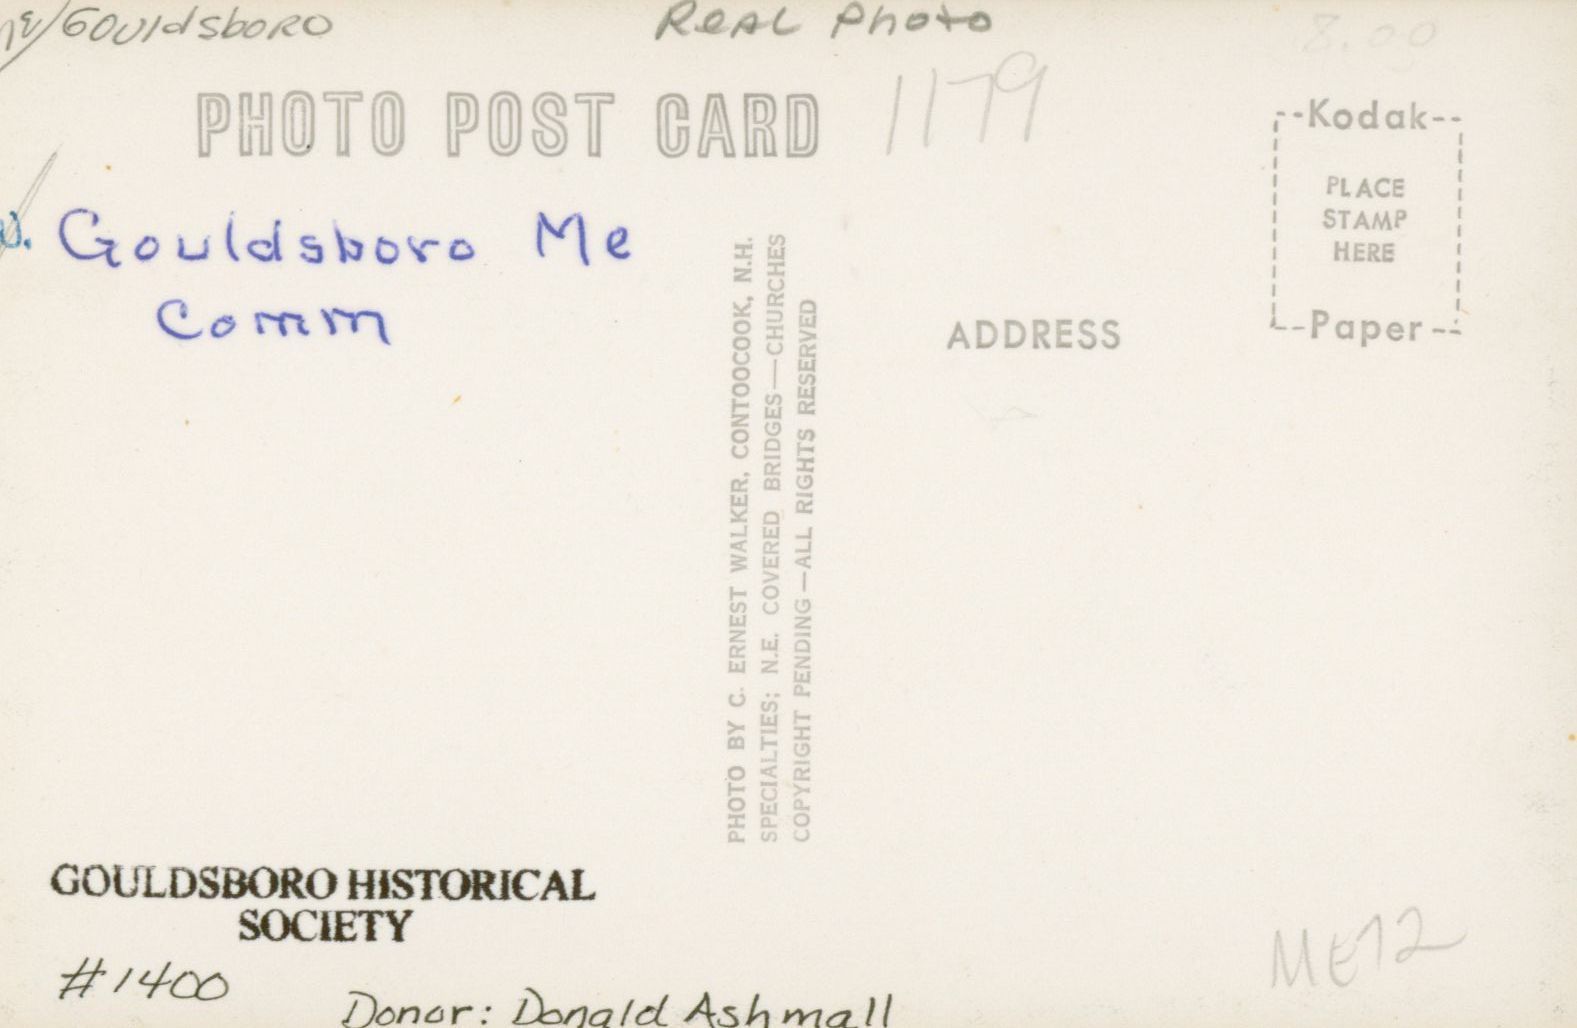 ne/Gouldsboro
Real Photo
8.00
PHOTO POST CARD
1179
--Kodak--
PLACE
STAMP
HERE
--Paper--
Gouldsboro Me
Comm
ADDRESS
PHOTO BY C. ERNEST WALKER, CONTOOCOOK, N.H.
SPECIALTIES: N.E. COVERED BRIDGES—CHURCHES
COPYRIGHT PENDING—ALL RIGHTS RESERVED
GOULDSBORO HISTORICAL
SOCIETY
#1400
Donor: Donald Ashmall
ME72